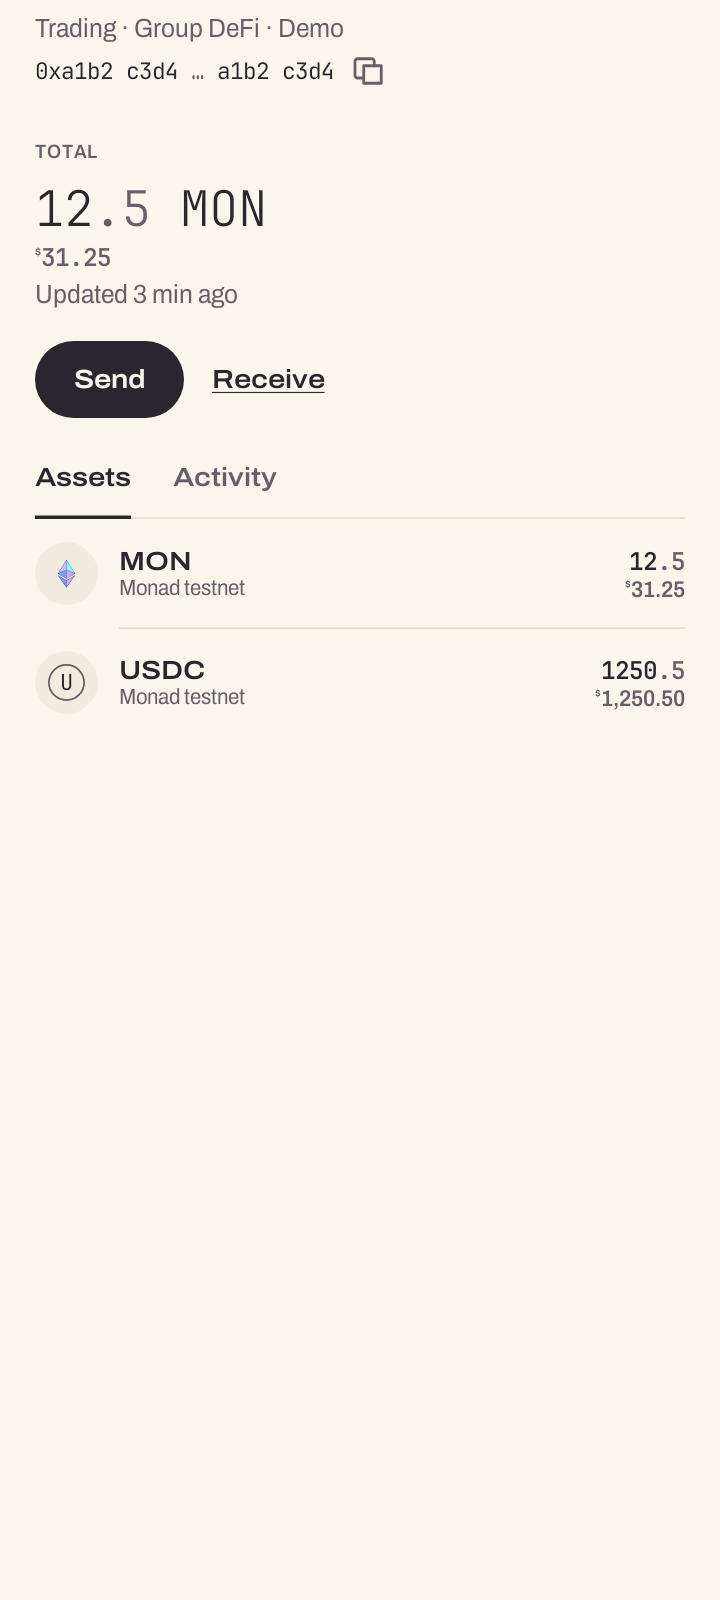 Trading · Group DeFi · Demo
0xa1b2 c3d4 … a1b2 c3d4
TOTAL
12.5 MON
$31.25
Updated 3 min ago
Send Receive
Assets Activity
MON 12.5
Monad testnet $31.25
U USDC 1250.5
Monad testnet $1,250.50